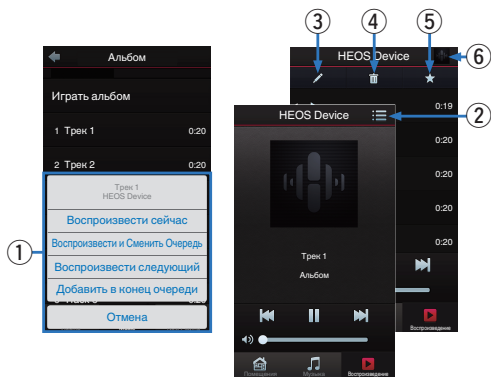 3
4
5
Альбом
HEOS Device
6
Играть альбом
0:19
HEOS Device
2
1 Трек 1 0:20
0:20
2 Трек 2 0:20
0:20
Трек 1
HEOS Device
Воспроизвести сейчас
0:20
1
Воспроизвести и Сменить Очередь
0:20
Воспроизвести следующий
Трек 1
Альбом
Добавить в конец очереди
Отмена
Помещения
Музыка
Воспроизведение
Воспроизведение